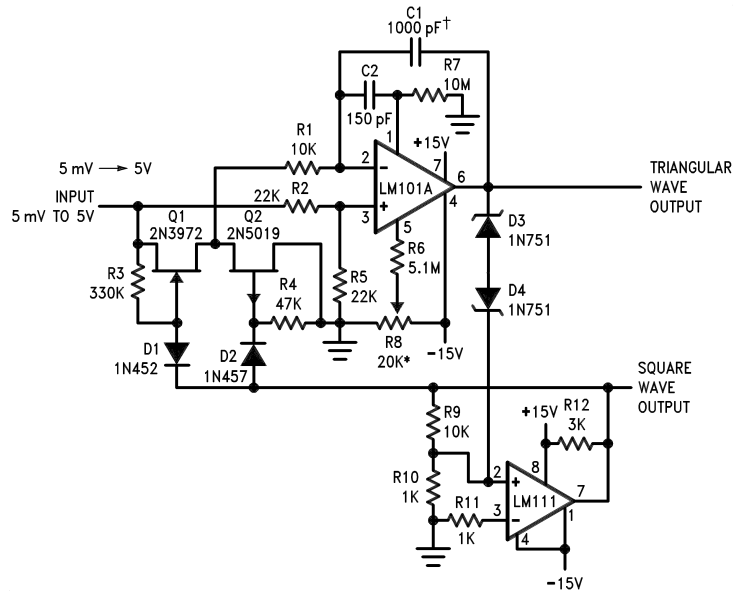 C1
1000 pF†
C2
150 pF
R7
10M
R1
10K
1
+15V
5 mV → 5V
2
-
7
6
LM101A
TRIANGULAR
WAVE
OUTPUT
INPUT
5 mV TO 5V
22K
R2
+
3
4
5
Q1
2N3972
Q2
2N5019
D3
1N751
R3
330K
R4
47K
R5
22K
R6
5.1M
D4
1N751
R8
20K*
-15V
D1
1N452
D2
1N457
SQUARE
WAVE
OUTPUT
R9
10K
+15V
R12
3K
R10
1K
2
+
8
7
LM111
R11
1K
3
-
1
4
-15V